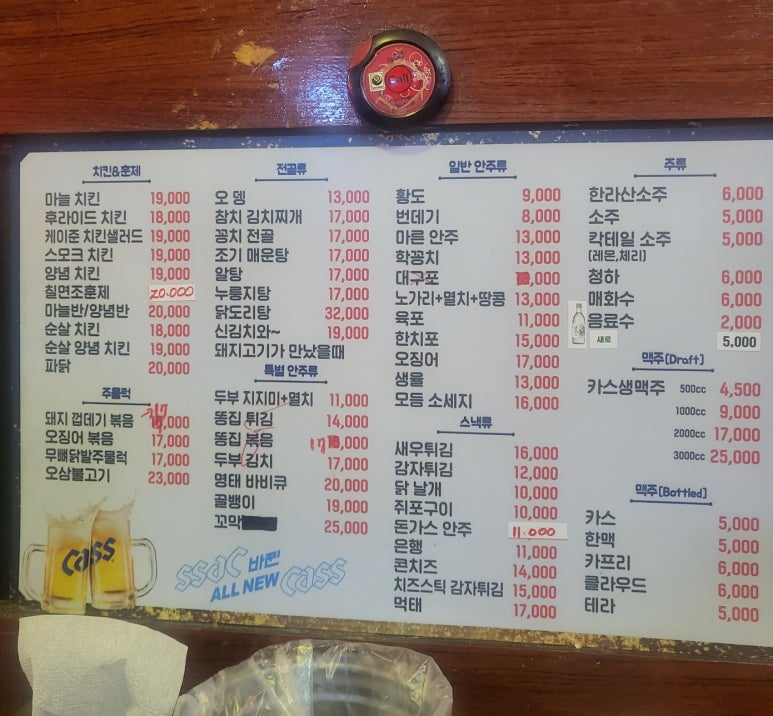 Call
치킨&훈제
마늘 치킨 19,000
후라이드 치킨 18,000
케이준 치킨샐러드 19,000
스모크 치킨 19,000
양념 치킨 19,000
칠면조훈제 20.000
마늘반/양념반 20,000
순살 치킨 18,000
순살 양념 치킨 19,000
파닭 20,000
주물럭
돼지 껍데기 볶음
오징어 볶음 17,000
무뼈닭발주물럭 17,000
오삼불고기 23,000
Cass
전골류
오 뎅 13,000
참치 김치찌개 17,000
꽁치 전골 17,000
조기 매운탕 17,000
알탕 17,000
누룽지탕 17,000
닭도리탕 32,000
신김치와~ 19,000
돼지고기가 만났을때
특별 안주류
두부 지지미+멸치 11,000
똥집 튀김 14,000
똥집 볶음
두부김치 17,000
명태 바비큐 20,000
골뱅이 19,000
꼬막 25,000
ssac 바뀐
ALL NEW cass
일반 안주류
황도 9,000
번데기 8,000
마른 안주 13,000
학꽁치 13,000
대구포
노가리+멸치+땅콩 13,000
육포 11,000
한치포 15,000
오징어 17,000
생율 13,000
모듬 소세지 16,000
스낵류
새우튀김 16,000
감자튀김 12,000
닭 날개 10,000
쥐포구이 10,000
돈가스 안주 11.000
은행 11,000
콘치즈 14,000
치즈스틱 감자튀김 15,000
먹태 17,000
주류
한라산소주 6,000
소주 5,000
칵테일 소주 5,000
(레몬,체리)
청하 6,000
매화수 6,000
음료수 2,000
새로 5.000
맥주(Draft)
카스생맥주 500cc 4,500
1000cc 9,000
2000cc 17,000
3000cc 25,000
맥주(Bottled)
카스 5,000
한맥 5,000
카프리 6,000
클라우드 6,000
테라 5,000